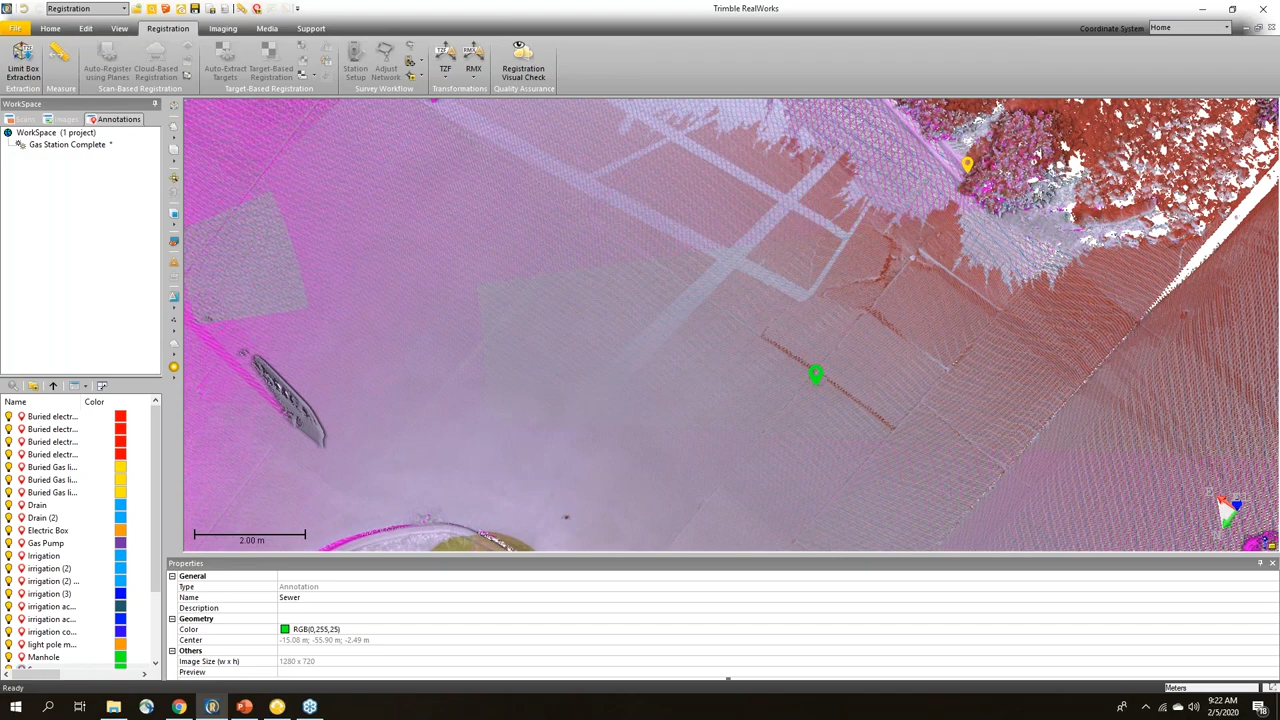 Registration
Trimble RealWorks
File
Home
Edit
View
Registration
Imaging
Media
Support
Coordinate System
Home
Limit Box Extraction
Auto-Register using Planes
Cloud-Based Registration
Auto-Extract Targets
Target-Based Registration
Station Setup
Adjust Network
TZF
RMX
Registration Visual Check
Extraction
Measure
Scan-Based Registration
Target-Based Registration
Survey Workflow
Transformations
Quality Assurance
WorkSpace
Scans
Images
Annotations
WorkSpace (1 project)
Gas Station Complete *
Name
Color
Buried electr...
Buried electr...
Buried electr...
Buried electr...
Buried Gas li...
Buried Gas li...
Buried Gas li...
Drain
Drain (2)
Electric Box
Gas Pump
Irrigation
irrigation (2)
irrigation (2) ...
irrigation (3)
irrigation ac...
irrigation ac...
irrigation co...
light pole m...
Manhole
2.00 m
Properties
General
Type Annotation
Name Sewer
Description
Geometry
Color RGB(0,255,25)
Center -15.08 m; -55.90 m; -2.49 m
Others
Image Size (w x h) 1280 x 720
Preview
Ready
Meters
9:22 AM
2/5/2020
18